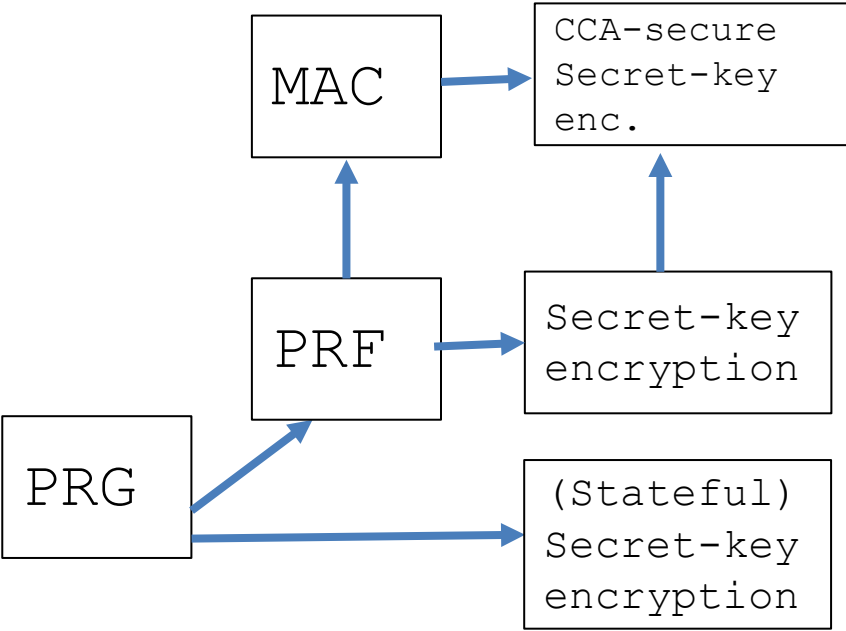 MAC
CCA-secure
Secret-key
enc.
PRF
Secret-key
encryption
PRG
(Stateful)
Secret-key
encryption